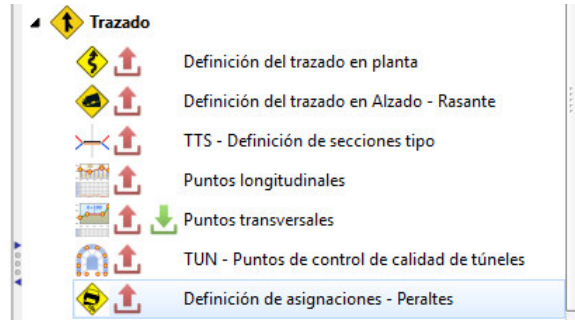 Trazado
Definición del trazado en planta
Definición del trazado en Alzado - Rasante
TTS - Definición de secciones tipo
Puntos longitudinales
Puntos transversales
TUN - Puntos de control de calidad de túneles
Definición de asignaciones - Peraltes